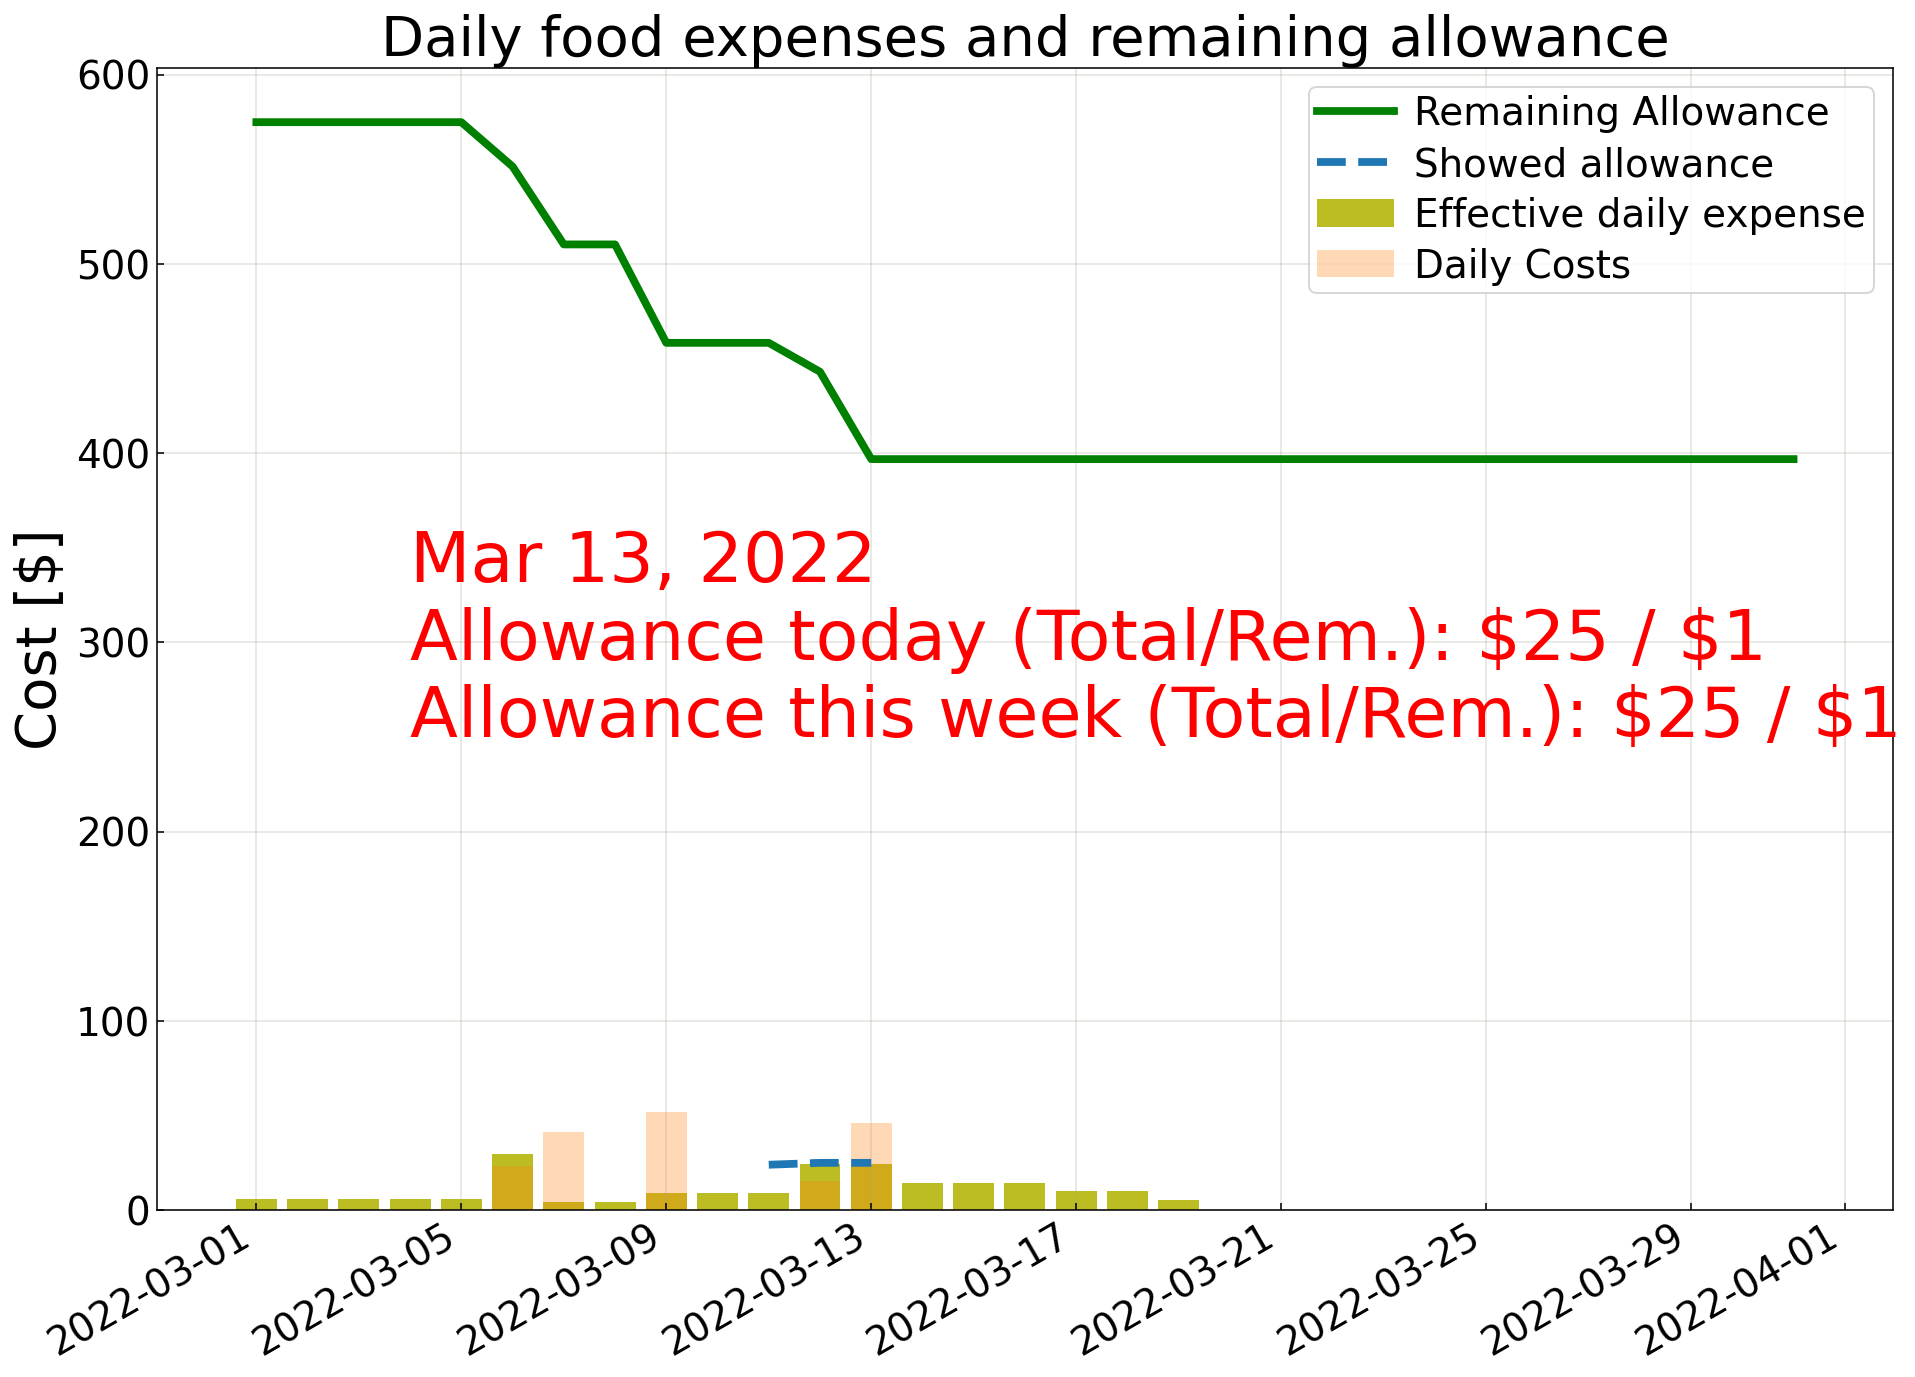 Daily food expenses and remaining allowance
600
500
400
300
200
100
0
Cost [$]
Remaining Allowance
Showed allowance
Effective daily expense
Daily Costs
Mar 13, 2022
Allowance today (Total/Rem.): $25 / $1
Allowance this week (Total/Rem.): $25 / $1
2022-03-01
2022-03-05
2022-03-09
2022-03-13
2022-03-17
2022-03-21
2022-03-25
2022-03-29
2022-04-01